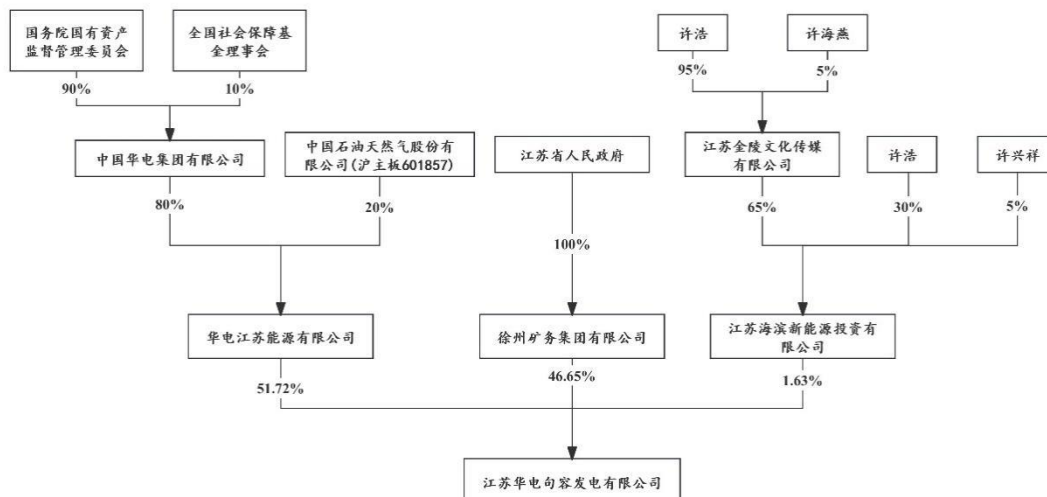 国务院国有资产
监督管理委员会
全国社会保障基
金理事会
许浩
许海燕
90%
10%
95%
5%
中国华电集团有限公司
中国石油天然气股份有
限公司(沪主板601857)
江苏省人民政府
江苏金陵文化传媒
有限公司
许浩
许兴祥
80%
20%
100%
65%
30%
5%
华电江苏能源有限公司
徐州矿务集团有限公司
江苏海滨新能源投资有
限公司
51.72%
46.65%
1.63%
江苏华电句容发电有限公司